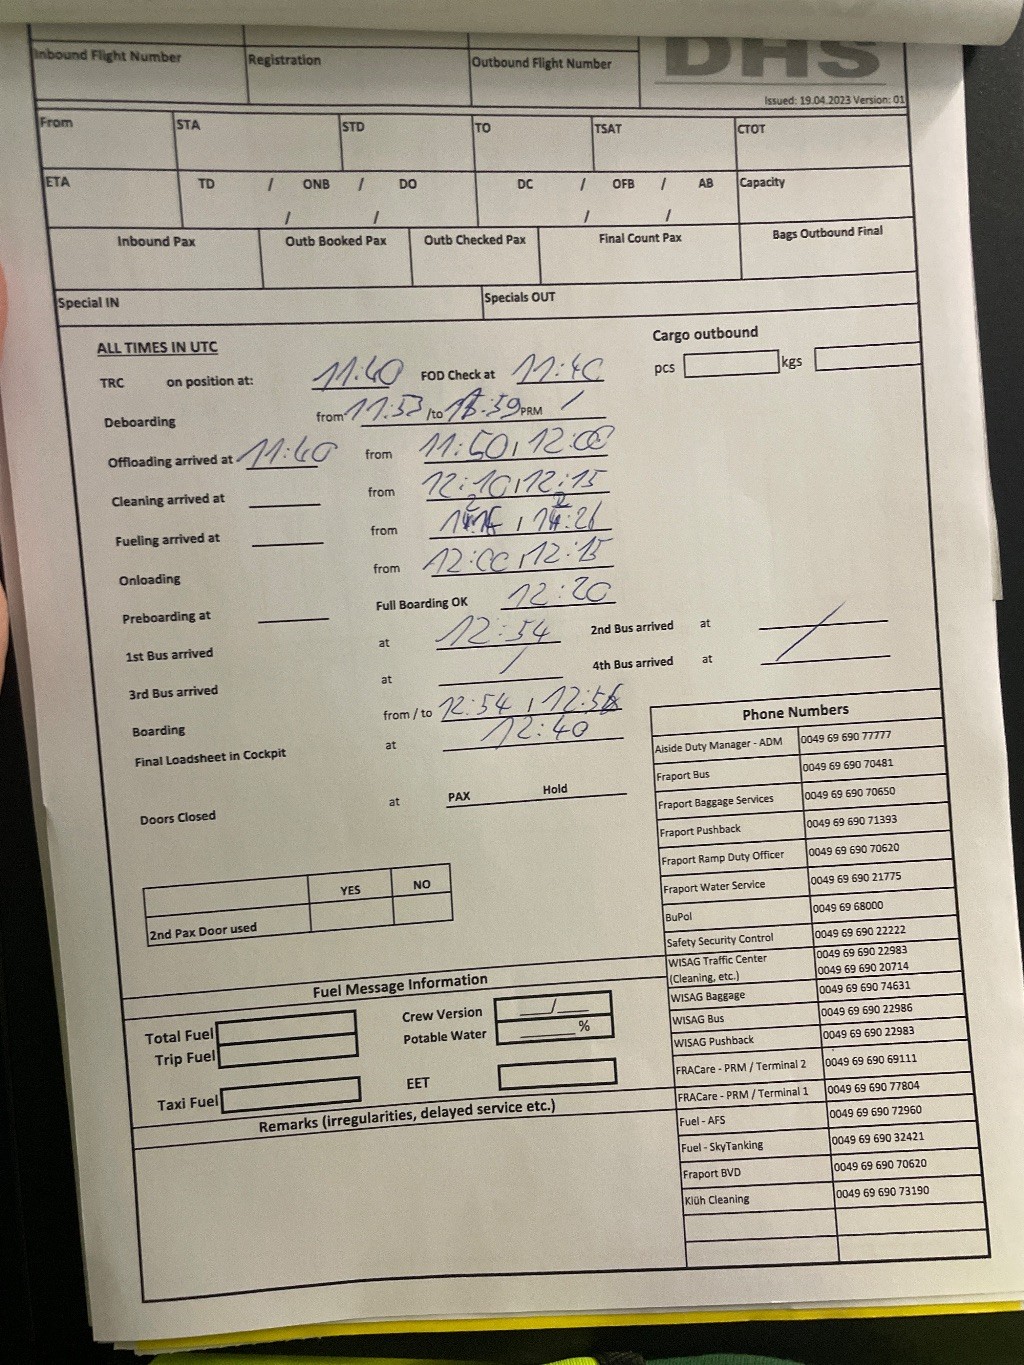 Inbound Flight Number Registration Outbound Flight Number DHS
Issued: 19.04.2023 Version: 01
From STA STD TO TSAT CTOT
ETA TD / ONB / DO DC / OFB / AB Capacity
/ / / /
Inbound Pax Outb Booked Pax Outb Checked Pax Final Count Pax Bags Outbound Final
Special IN Specials OUT
ALL TIMES IN UTC Cargo outbound
TRC on position at: 11:40 FOD Check at 11:40 pcs kgs
Deboarding from 11:53 /to :59 PRM /
Offloading arrived at 11:40 from 11:50 , 12:00
Cleaning arrived at from 12:10 , 12:15
Fueling arrived at from
Onloading from 12:00 , 12:15
Preboarding at Full Boarding OK 12:20
1st Bus arrived at 12:54 2nd Bus arrived at
3rd Bus arrived at / 4th Bus arrived at /
Boarding from / to 12:54 ,
Final Loadsheet in Cockpit at 12:40
Doors Closed at PAX Hold
YES NO
2nd Pax Door used
Phone Numbers
Aiside Duty Manager - ADM 0049 69 690 77777
Fraport Bus 0049 69 690 70481
Fraport Baggage Services 0049 69 690 70650
Fraport Pushback 0049 69 690 71393
Fraport Ramp Duty Officer 0049 69 690 70620
Fraport Water Service 0049 69 690 21775
BuPol 0049 69 68000
Safety Security Control 0049 69 690 22222
WISAG Traffic Center 0049 69 690 22983
(Cleaning, etc.) 0049 69 690 20714
WISAG Baggage 0049 69 690 74631
WISAG Bus 0049 69 690 22986
WISAG Pushback 0049 69 690 22983
FRACare - PRM / Terminal 2 0049 69 690 69111
FRACare - PRM / Terminal 1 0049 69 690 77804
Fuel - AFS 0049 69 690 72960
Fuel - SkyTanking 0049 69 690 32421
Fraport BVD 0049 69 690 70620
Klüh Cleaning 0049 69 690 73190
Fuel Message Information
Total Fuel Crew Version /
Trip Fuel Potable Water %
Taxi Fuel EET
Remarks (irregularities, delayed service etc.)